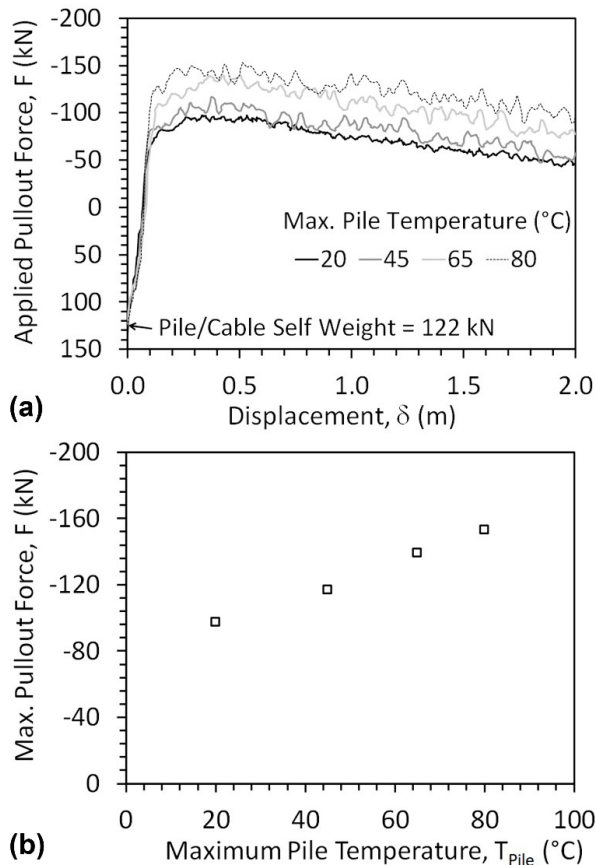 -200
-150
-100
-50
0
50
100
150
Applied Pullout Force, F (kN)
Max. Pile Temperature (°C)
20 45 65 80
Pile/Cable Self Weight = 122 kN
0.0 0.5 1.0 1.5 2.0
Displacement, δ (m)
(a)
-200
-160
-120
-80
-40
0
Max. Pullout Force, F (kN)
0 20 40 60 80 100
Maximum Pile Temperature, TPile (°C)
(b)